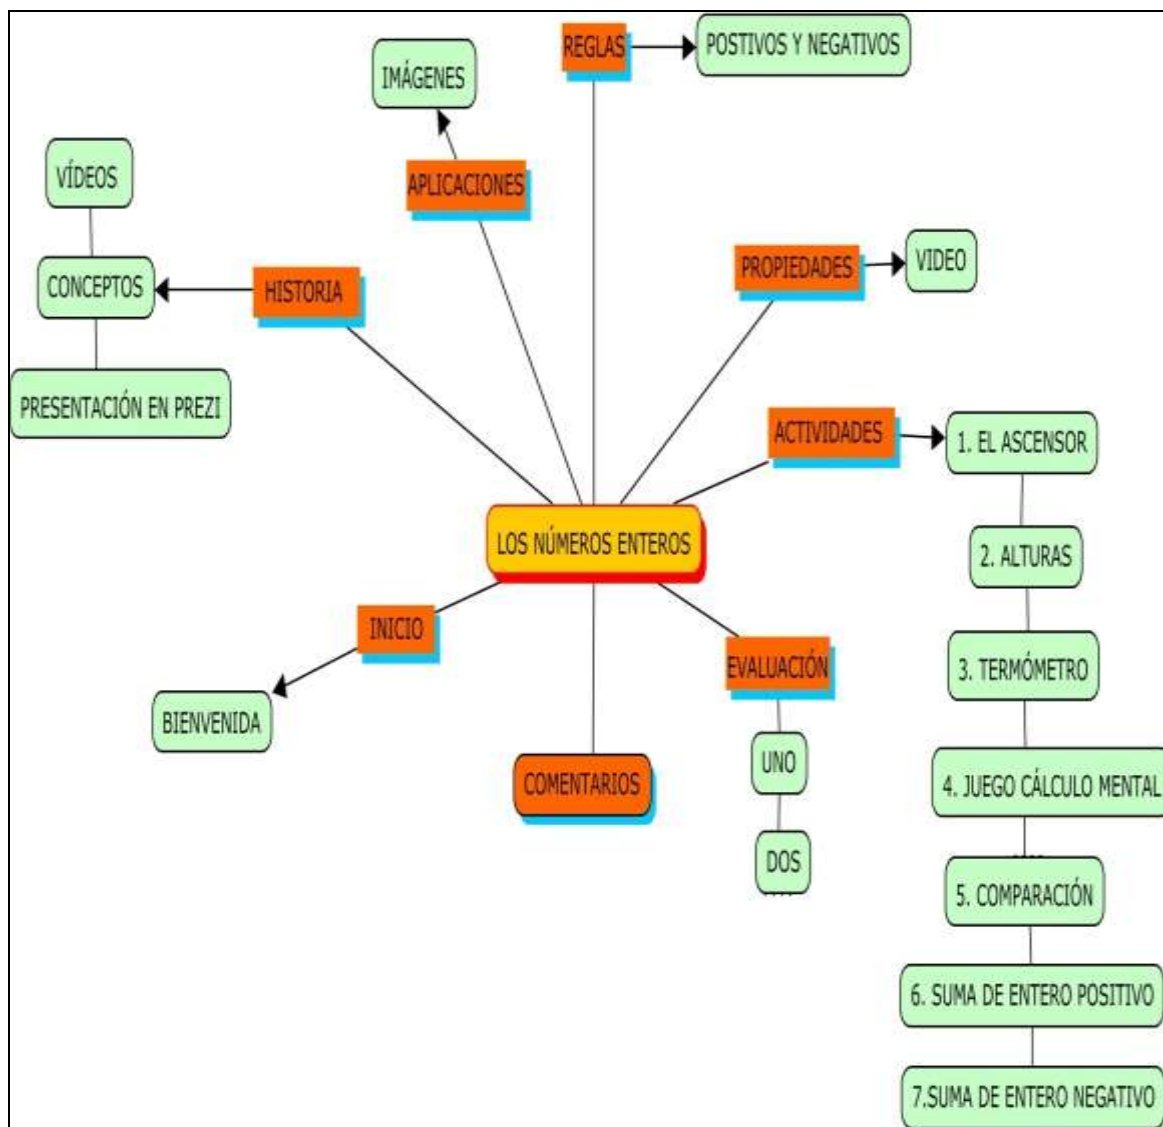 REGLAS
POSTIVOS Y NEGATIVOS
IMÁGENES
APLICACIONES
VÍDEOS
CONCEPTOS
HISTORIA
PRESENTACIÓN EN PREZI
PROPIEDADES
VIDEO
ACTIVIDADES
1. EL ASCENSOR
2. ALTURAS
3. TERMÓMETRO
4. JUEGO CÁLCULO MENTAL
5. COMPARACIÓN
6. SUMA DE ENTERO POSITIVO
7.SUMA DE ENTERO NEGATIVO
LOS NÚMEROS ENTEROS
INICIO
BIENVENIDA
COMENTARIOS
EVALUACIÓN
UNO
DOS